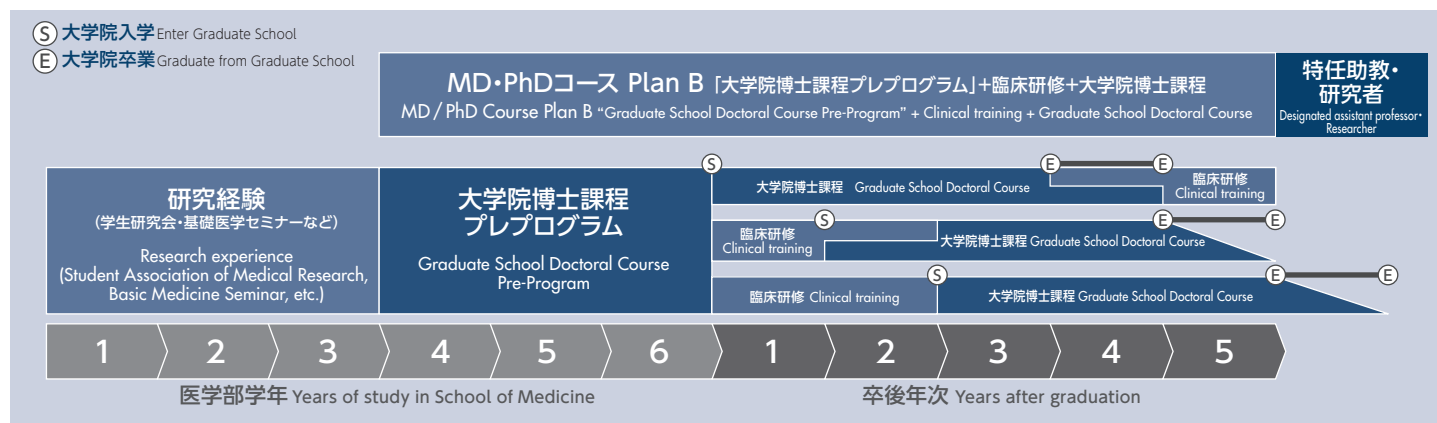 S 大学院入学 Enter Graduate School
E 大学院卒業 Graduate from Graduate School
MD・PhDコース Plan B 「大学院博士課程プレプログラム」+臨床研修+大学院博士課程
MD / PhD Course Plan B “Graduate School Doctoral Course Pre-Program” + Clinical training + Graduate School Doctoral Course
特任助教・
研究者
Designated assistant professor・
Researcher
研究経験
(学生研究会・基礎医学セミナーなど)
Research experience
(Student Association of Medical Research,
Basic Medicine Seminar, etc.)
大学院博士課程
プレプログラム
Graduate School Doctoral Course
Pre-Program
S E E
大学院博士課程 Graduate School Doctoral Course
臨床研修
Clinical training
S E E
臨床研修
Clinical training
大学院博士課程 Graduate School Doctoral Course
S E E
臨床研修 Clinical training
大学院博士課程 Graduate School Doctoral Course
1 2 3 4 5 6 1 2 3 4 5
医学部学年 Years of study in School of Medicine
卒後年次 Years after graduation